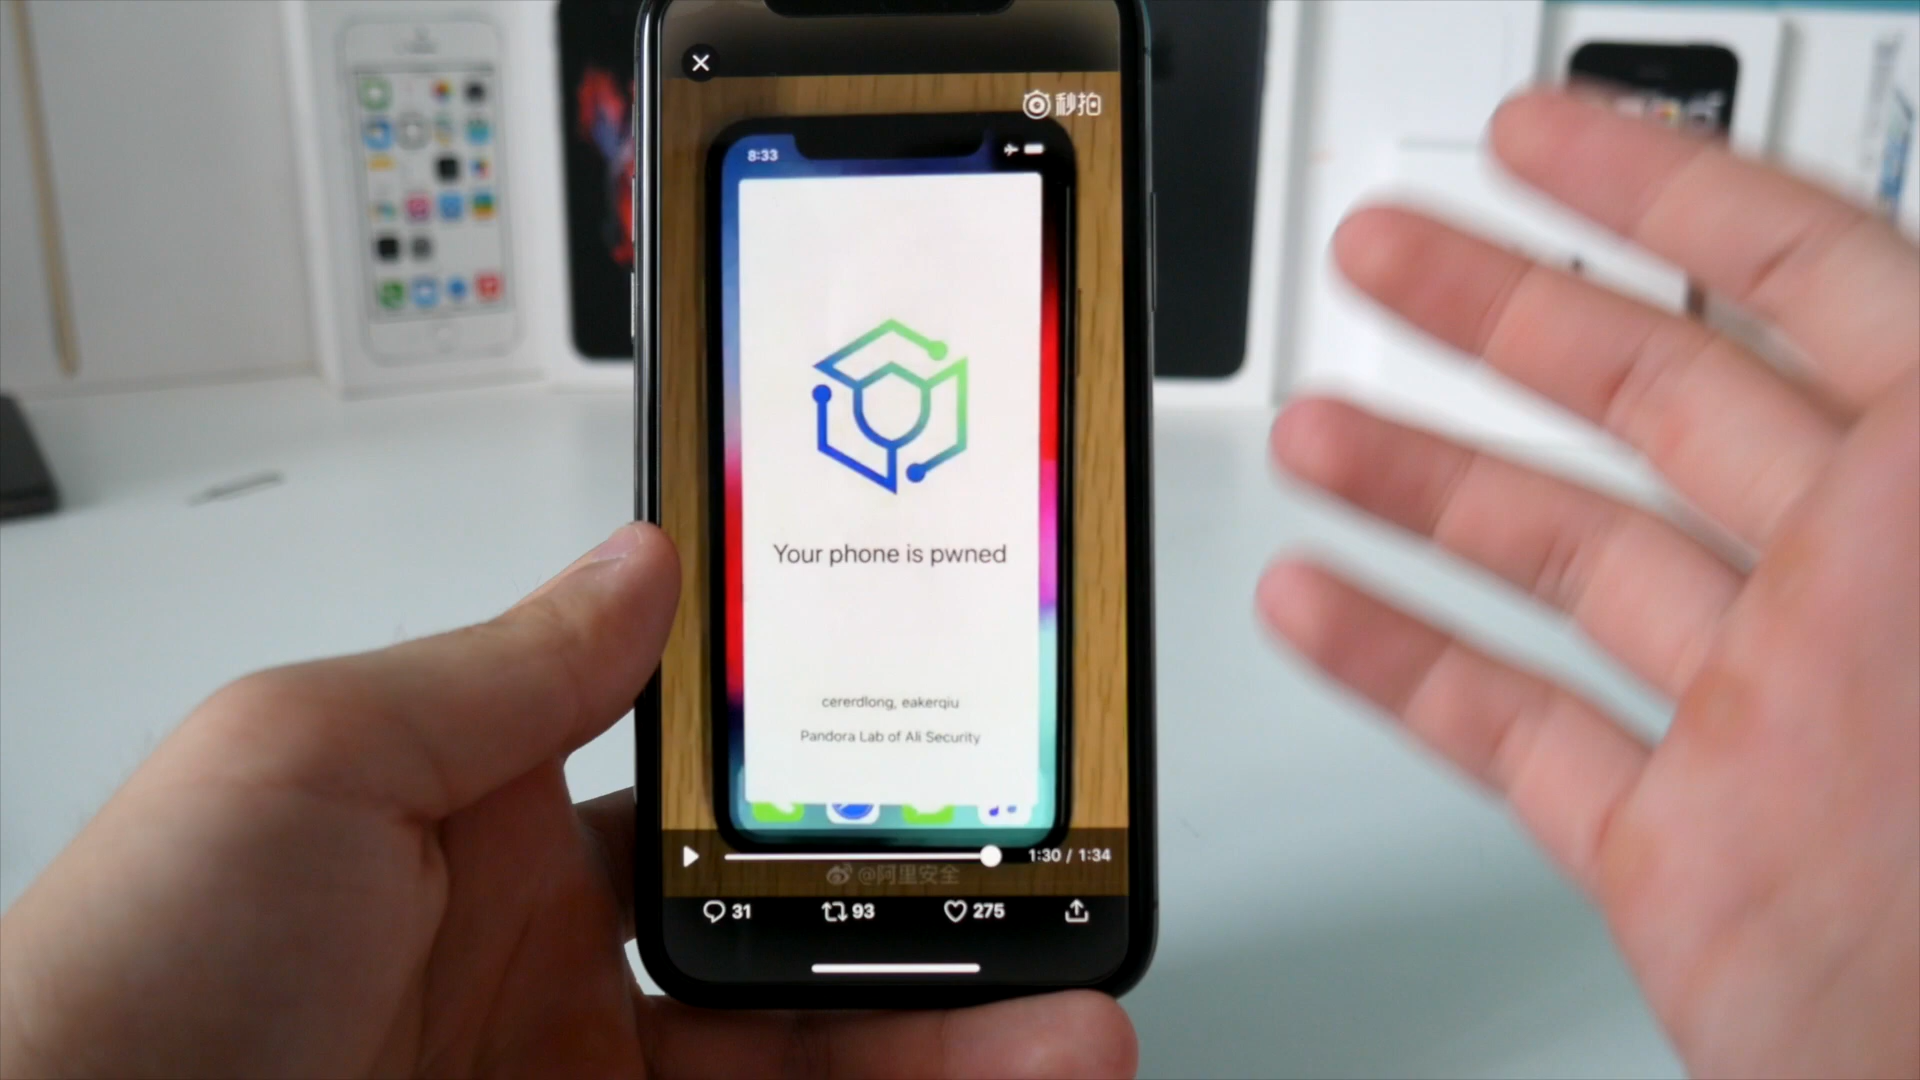 秒拍
8:33
Your phone is pwned
cererdlong, eakerqiu
Pandora Lab of Ali Security
1:30 / 1:34
@阿里安全
31
93
275